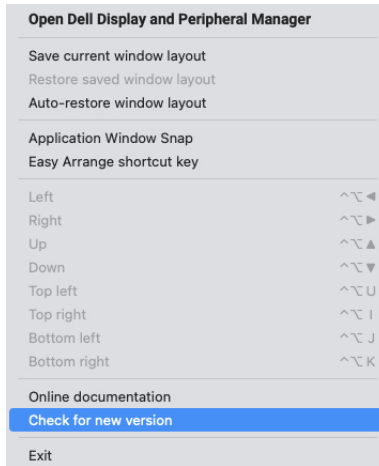 Open Dell Display and Peripheral Manager
Save current window layout
Restore saved window layout
Auto-restore window layout
Application Window Snap
Easy Arrange shortcut key
Left ^⌥◀
Right ^⌥▶
Up ^⌥▲
Down ^⌥▼
Top left ^⌥U
Top right ^⌥I
Bottom left ^⌥J
Bottom right ^⌥K
Online documentation
Check for new version
Exit